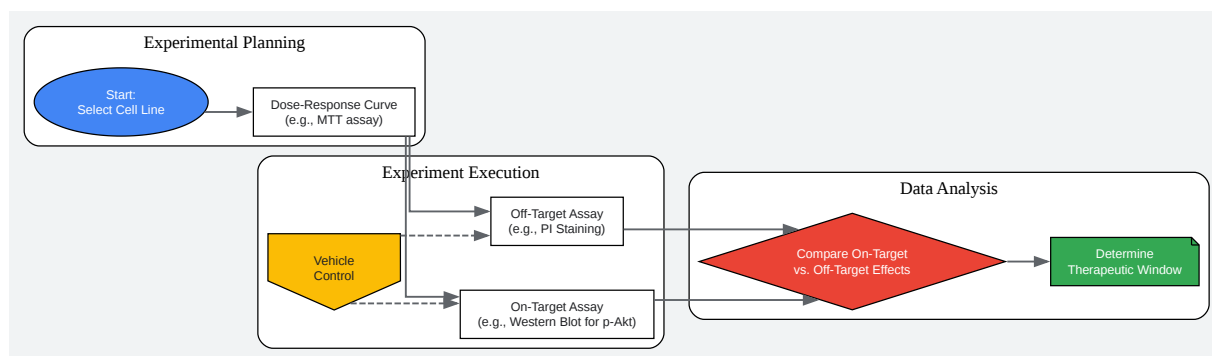 Experimental Planning
Start:
Select Cell Line
Dose-Response Curve
(e.g., MTT assay)
Experiment Execution
Off-Target Assay
(e.g., PI Staining)
Vehicle
Control
On-Target Assay
(e.g., Western Blot for p-Akt)
Data Analysis
Compare On-Target
vs. Off-Target Effects
Determine
Therapeutic Window